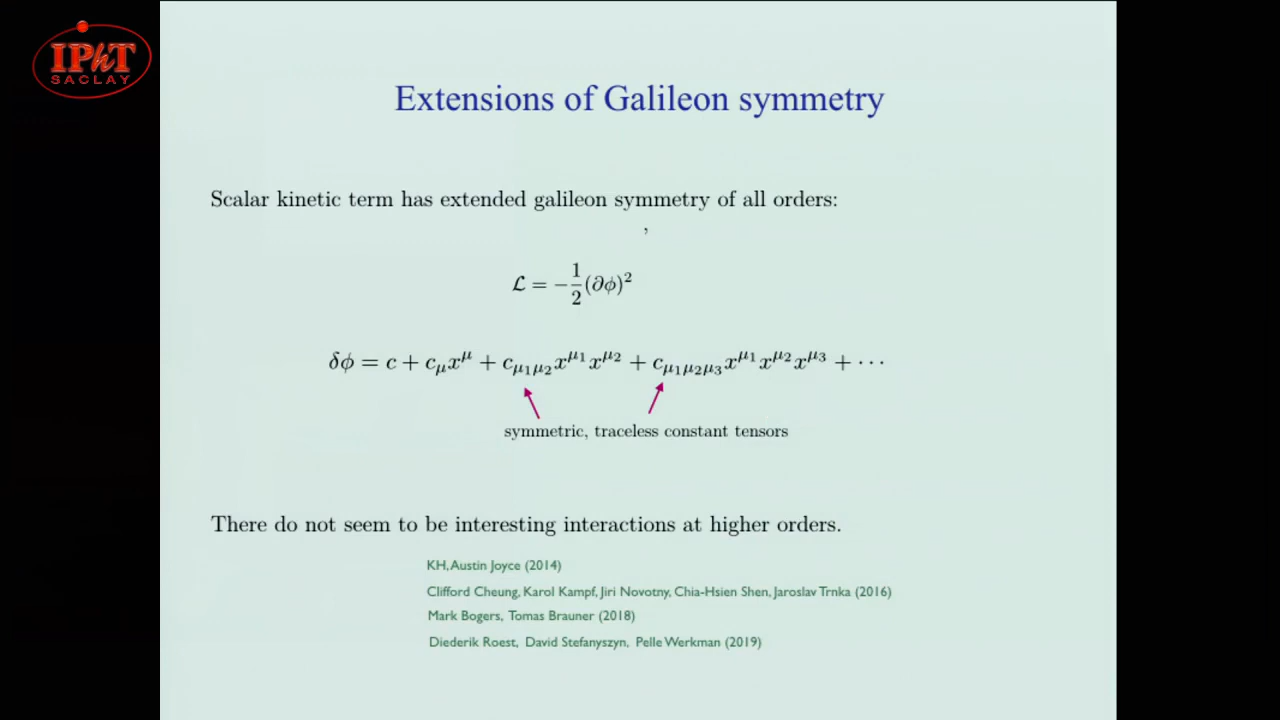 IPhT
SACLAY
Extensions of Galileon symmetry
Scalar kinetic term has extended galileon symmetry of all orders:
,
ℒ = −1/2(∂ϕ)²
δϕ = c + c_μ x^μ + c_{μ₁μ₂} x^{μ₁} x^{μ₂} + c_{μ₁μ₂μ₃} x^{μ₁} x^{μ₂} x^{μ₃} + ···
symmetric, traceless constant tensors
There do not seem to be interesting interactions at higher orders.
KH, Austin Joyce (2014)
Clifford Cheung, Karol Kampf, Jiri Novotny, Chia-Hsien Shen, Jaroslav Trnka (2016)
Mark Bogers, Tomas Brauner (2018)
Diederik Roest, David Stefanyszyn, Pelle Werkman (2019)